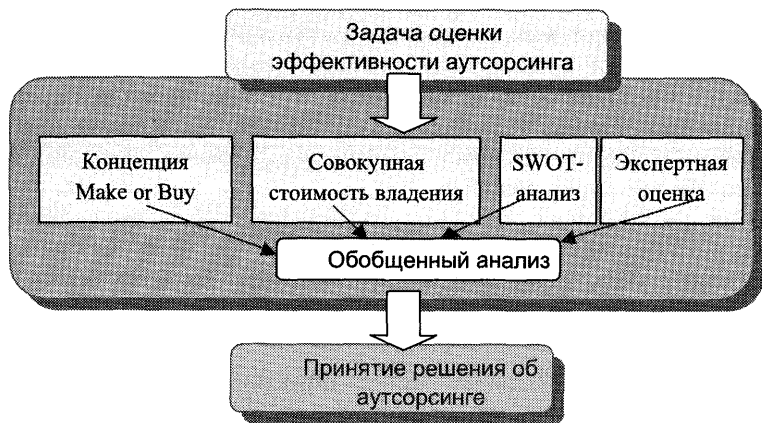 Задача оценки
эффективности аутсорсинга
Концепция
Make or Buy
Совокупная
стоимость владения
SWOT-
анализ
Экспертная
оценка
Обобщенный анализ
Принятие решения об
аутсорсинге